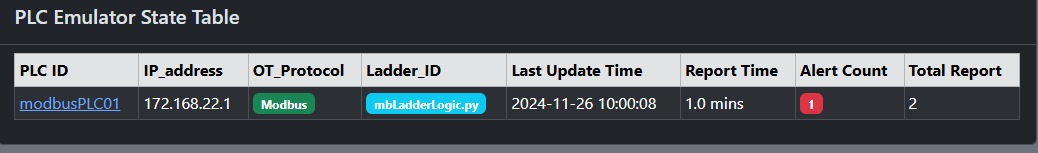 PLC Emulator State Table
PLC ID IP_address OT_Protocol Ladder_ID Last Update Time Report Time Alert Count Total Report
modbusPLC01 172.168.22.1 Modbus mbLadderLogic.py 2024-11-26 10:00:08 1.0 mins 1 2